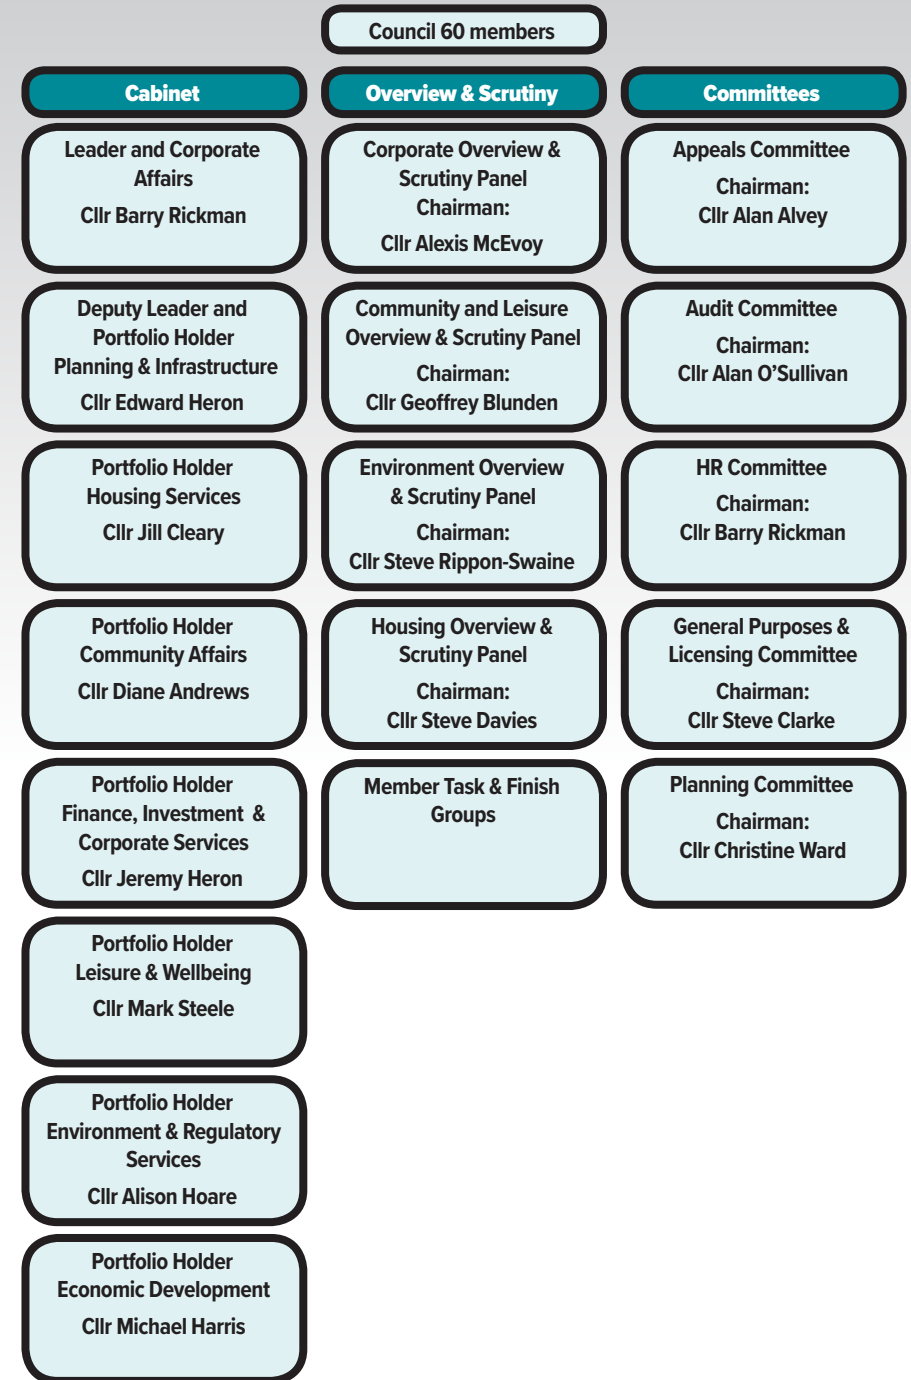 Council 60 members
Cabinet
Leader and Corporate
Affairs
Cllr Barry Rickman
Deputy Leader and
Portfolio Holder
Planning & Infrastructure
Cllr Edward Heron
Portfolio Holder
Housing Services
Cllr Jill Cleary
Portfolio Holder
Community Affairs
Cllr Diane Andrews
Portfolio Holder
Finance, Investment &
Corporate Services
Cllr Jeremy Heron
Portfolio Holder
Leisure & Wellbeing
Cllr Mark Steele
Portfolio Holder
Environment & Regulatory
Services
Cllr Alison Hoare
Portfolio Holder
Economic Development
Cllr Michael Harris
Overview & Scrutiny
Corporate Overview &
Scrutiny Panel
Chairman:
Cllr Alexis McEvoy
Community and Leisure
Overview & Scrutiny Panel
Chairman:
Cllr Geoffrey Blunden
Environment Overview
& Scrutiny Panel
Chairman:
Cllr Steve Rippon-Swaine
Housing Overview &
Scrutiny Panel
Chairman:
Cllr Steve Davies
Member Task & Finish
Groups
Committees
Appeals Committee
Chairman:
Cllr Alan Alvey
Audit Committee
Chairman:
Cllr Alan O’Sullivan
HR Committee
Chairman:
Cllr Barry Rickman
General Purposes &
Licensing Committee
Chairman:
Cllr Steve Clarke
Planning Committee
Chairman:
Cllr Christine Ward